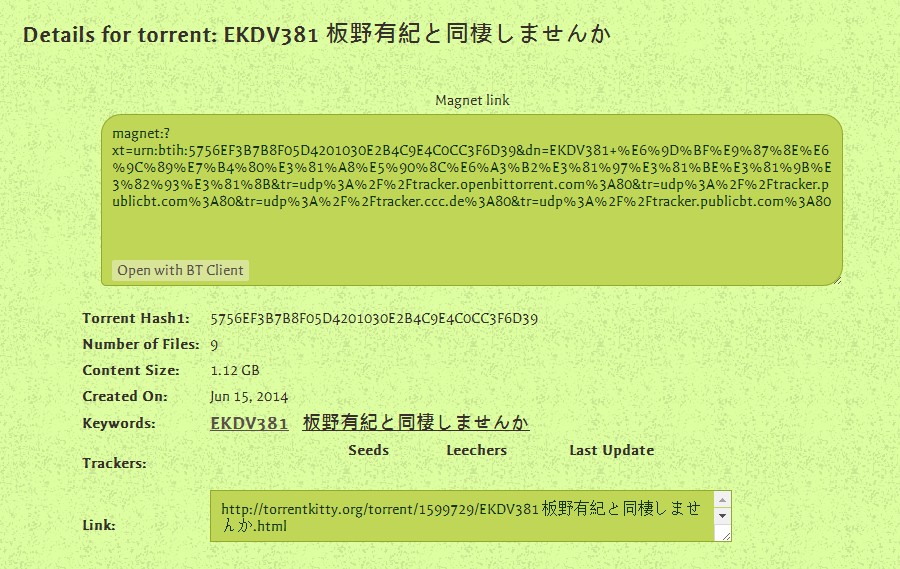 Details for torrent: EKDV381 板野有紀と同棲しませんか
Magnet link
magnet:?
xt=urn:btih:5756EF3B7B8F05D4201030E2B4C9E4C0CC3F6D39&dn=EKDV381+%E6%9D%BF%E9%87%8E%E
6%9C%89%E7%B4%80%E3%81%A8%E5%90%8C%E6%A3%B2%E3%81%97%E3%81%BE%E3%81%9B%E
3%82%93%E3%81%8B&tr=udp%3A%2F%2Ftracker.openbittorrent.com%3A80&tr=udp%3A%2F%2Ftracker.p
ublicbt.com%3A80&tr=udp%3A%2F%2Ftracker.ccc.de%3A80&tr=udp%3A%2F%2Ftracker.publicbt.com%3A80
Open with BT Client
Torrent Hash1: 5756EF3B7B8F05D4201030E2B4C9E4C0CC3F6D39
Number of Files: 9
Content Size: 1.12 GB
Created On: Jun 15, 2014
Keywords: EKDV381 板野有紀と同棲しませんか
Trackers: Seeds Leechers Last Update
Link: http://torrentkitty.org/torrent/1599729/EKDV381 板野有紀と同棲しませ
んか.html